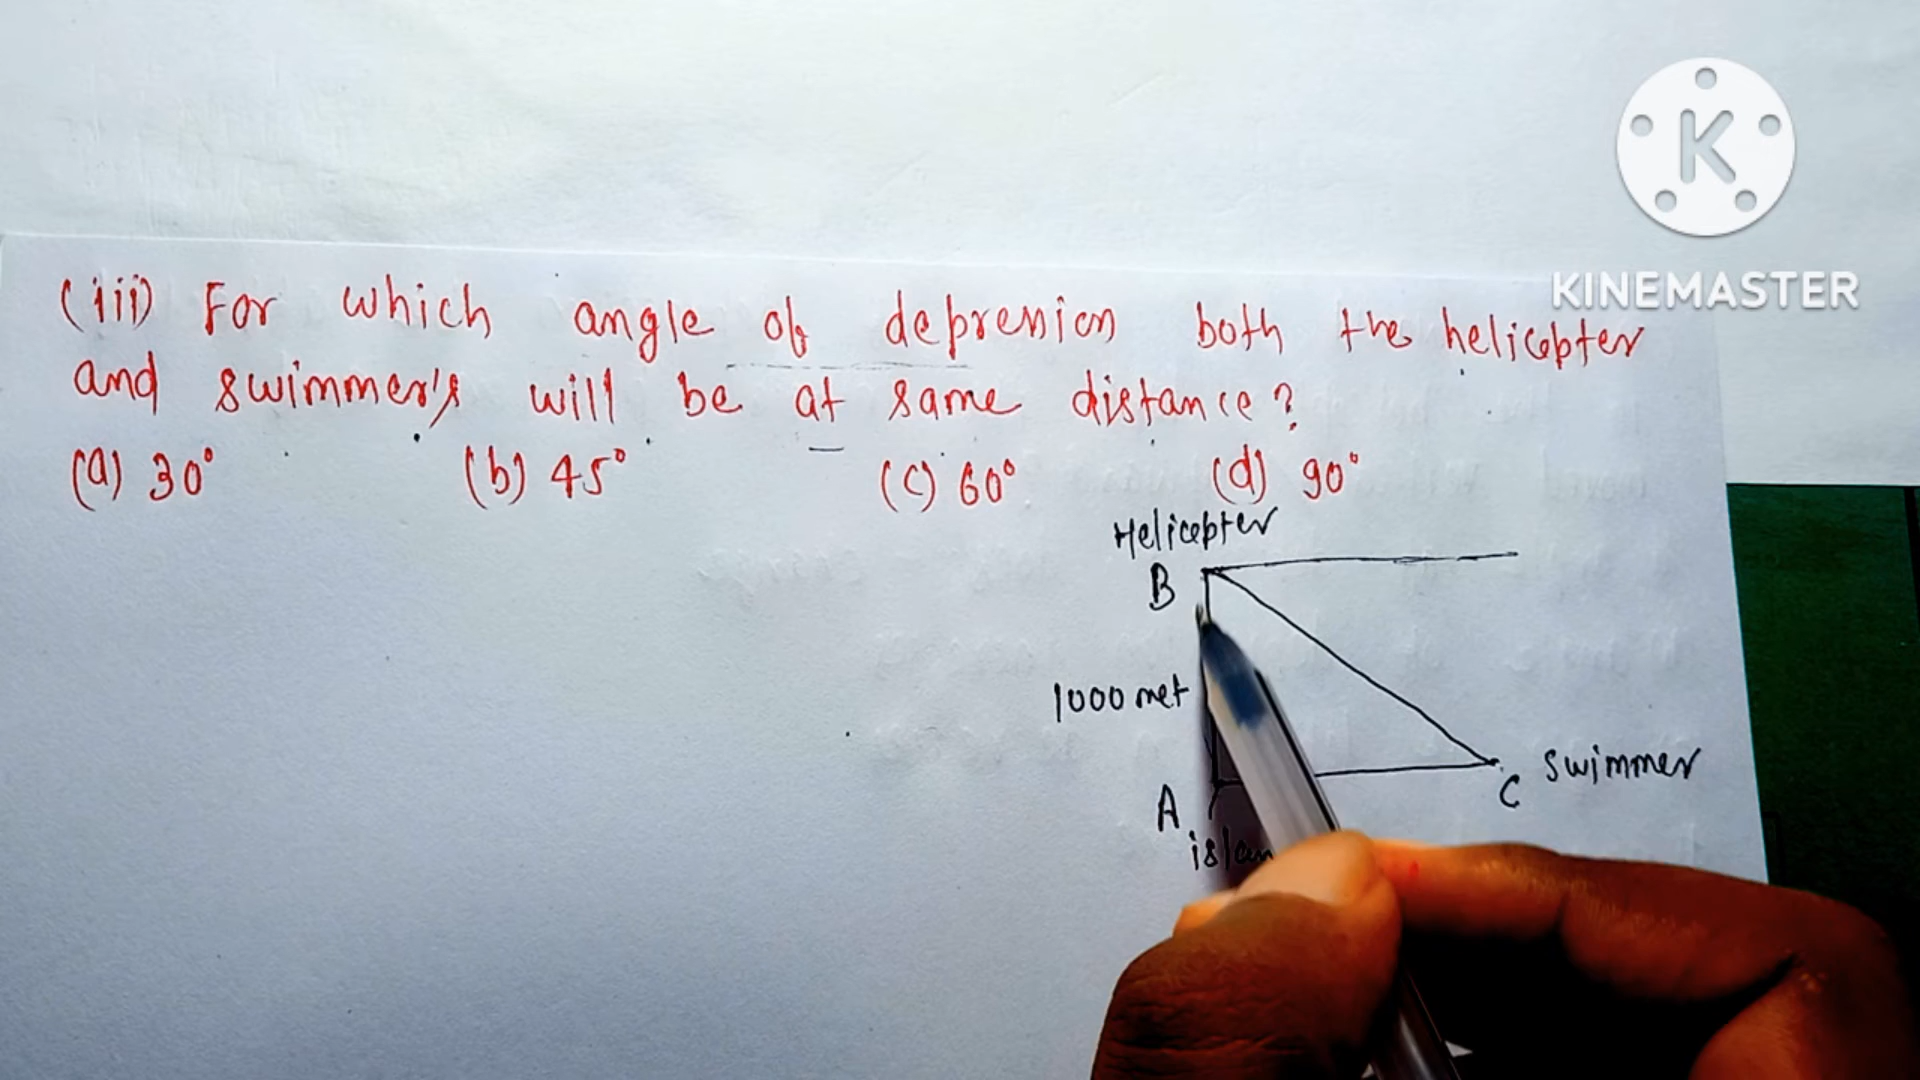 KINEMASTER
(iii) For which angle of depression both the helicopter
and swimmer's will be at same distance?
(a) 30° (b) 45° (c) 60° (d) 90°
Helicopter
B
1000 met
A
C swimmer